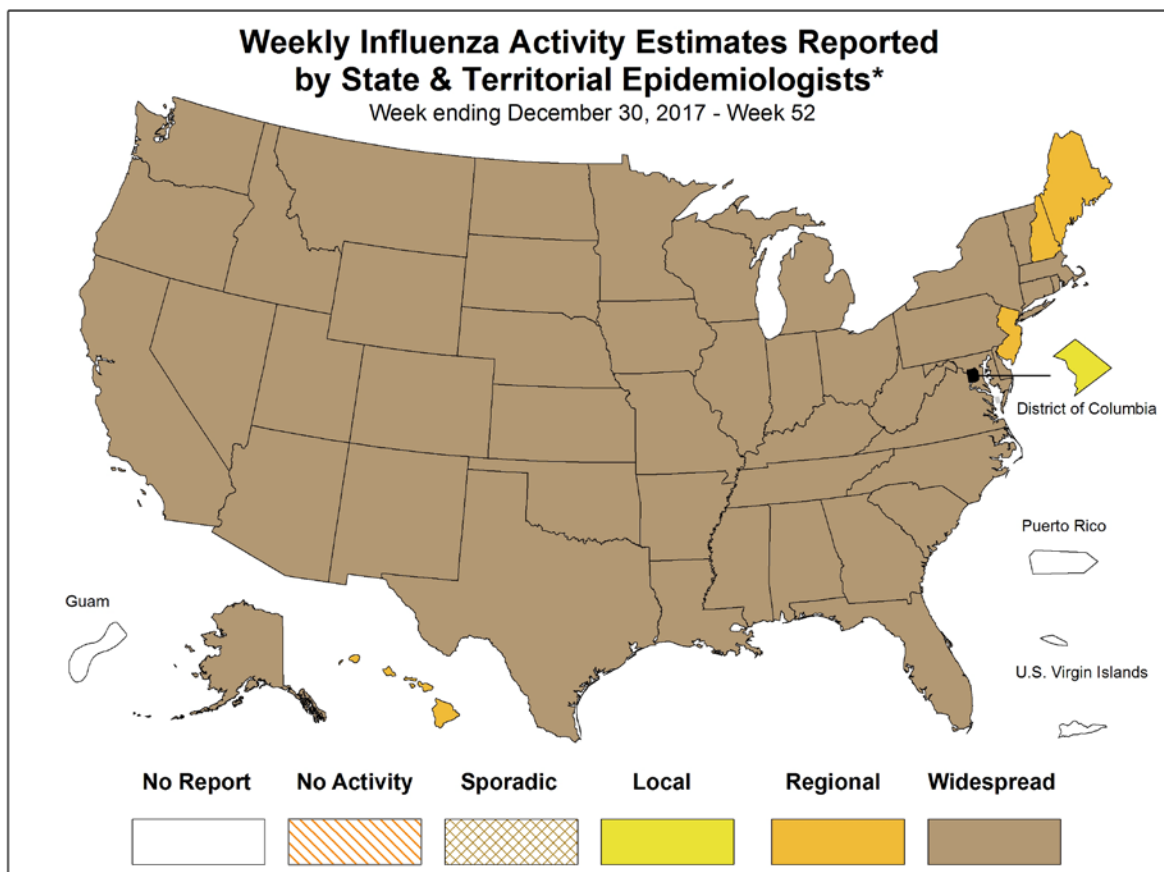 Weekly Influenza Activity Estimates Reported
by State & Territorial Epidemiologists*
Week ending December 30, 2017 - Week 52
District of Columbia
Puerto Rico
Guam
U.S. Virgin Islands
No Report No Activity Sporadic Local Regional Widespread